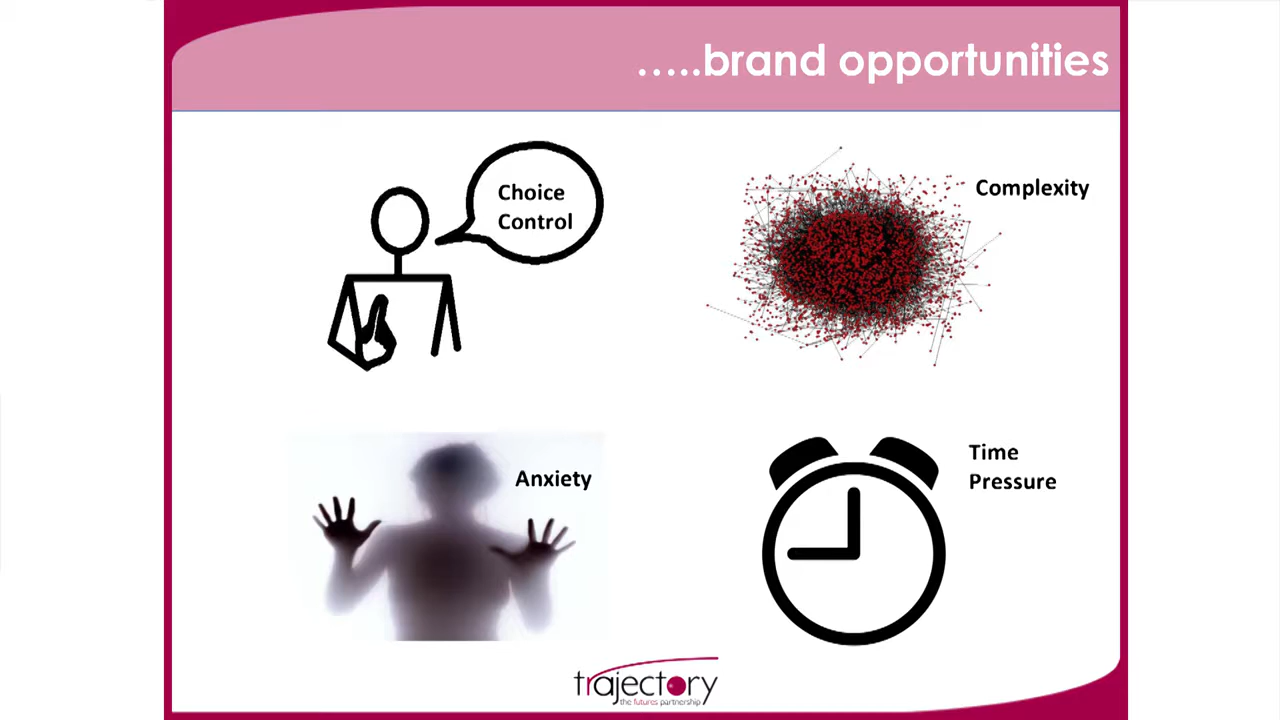 .....brand opportunities
Choice
Control
Complexity
Anxiety
Time
Pressure
trajectory
the futures partnership